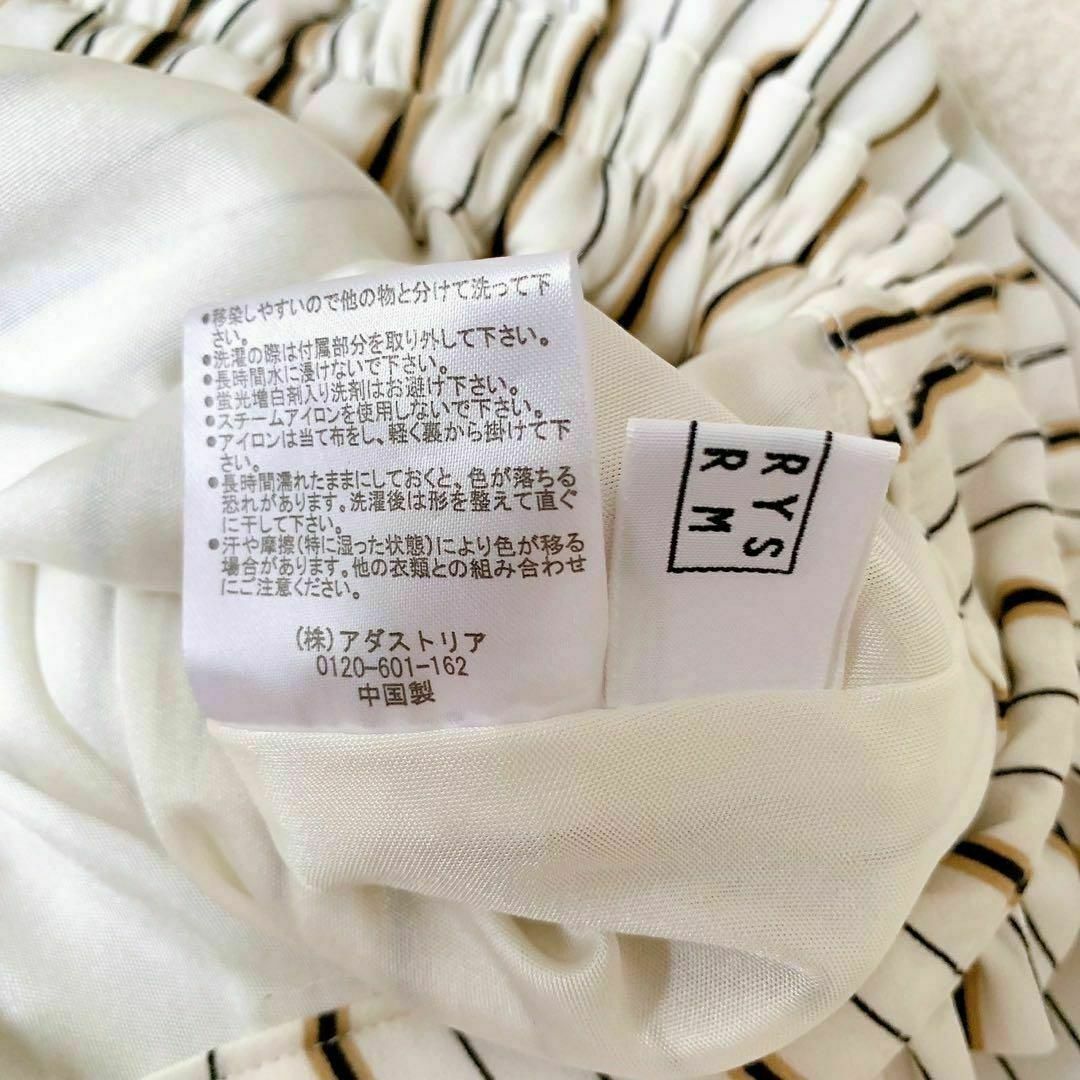 •移染しやすいので他の物と分けて洗って下
さい。
•洗濯の際は付属部分を取り外して下さい。
•長時間水に浸けないで下さい。
•蛍光増白剤入り洗剤はお避け下さい。
•スチームアイロンを使用しないで下さい。
•アイロンは当て布をし、軽く裏から掛けて下
さい。
•長時間濡れたままにしておくと、色が落ちる
恐れがあります。洗濯後は形を整えて直ぐ
に干して下さい。
•汗や摩擦(特に湿った状態)により色が移る
場合があります。他の衣類との組み合わせ
にご注意ください。
(株)アダストリア
0120-601-162
中国製
RYS
RM